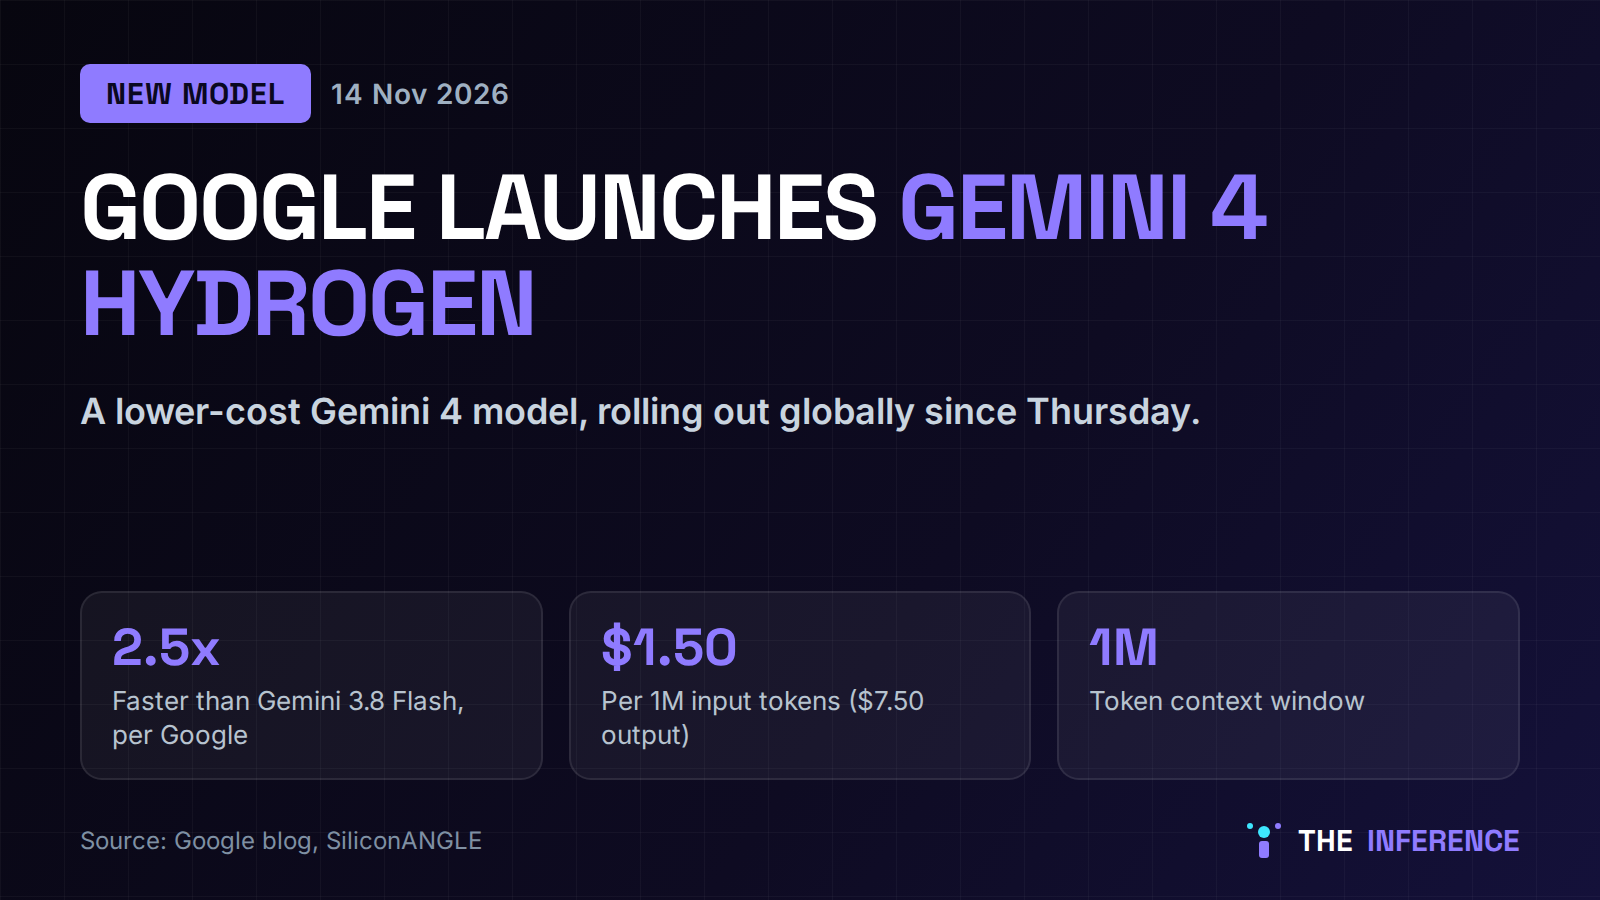 NEW MODEL
14 Nov 2026
GOOGLE LAUNCHES GEMINI 4
HYDROGEN
A lower-cost Gemini 4 model, rolling out globally since Thursday.
2.5x
Faster than Gemini 3.8 Flash,
per Google
$1.50
Per 1M input tokens ($7.50
output)
1M
Token context window
Source: Google blog, SiliconANGLE
THE INFERENCE